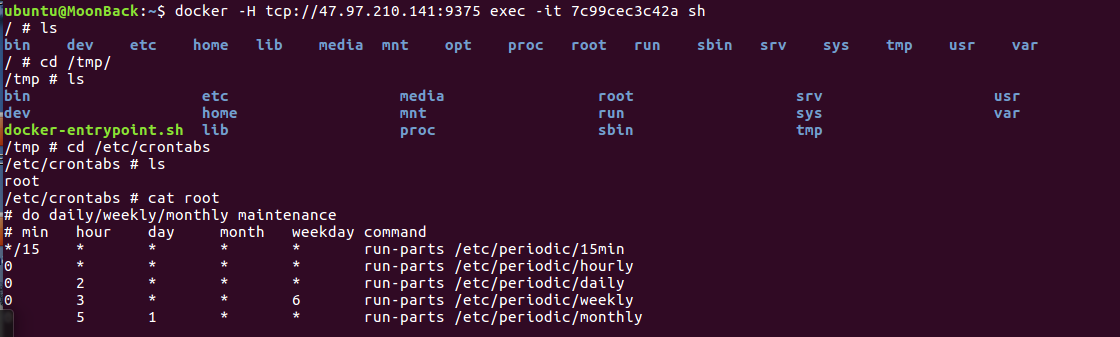 ubuntu@MoonBack:~$ docker -H tcp://47.97.210.141:9375 exec -it 7c99cec3c42a sh
/ # ls
bin    dev    etc    home   lib    media  mnt    opt    proc   root   run    sbin   srv    sys    tmp    usr    var
/ # cd /tmp/
/tmp # ls
bin                   etc                   media                 root                  srv                   usr
dev                   home                  mnt                   run                   sys                   var
docker-entrypoint.sh  lib                   proc                  sbin                  tmp
/tmp # cd /etc/crontabs
/etc/crontabs # ls
root
/etc/crontabs # cat root
# do daily/weekly/monthly maintenance
# min   hour    day     month   weekday command
*/15    *       *       *       *       run-parts /etc/periodic/15min
0       *       *       *       *       run-parts /etc/periodic/hourly
0       2       *       *       *       run-parts /etc/periodic/daily
0       3       *       *       6       run-parts /etc/periodic/weekly
        5       1       *       *       run-parts /etc/periodic/monthly